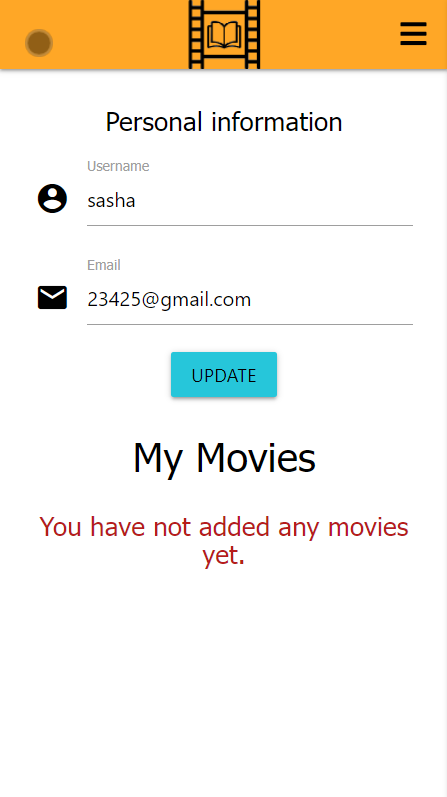 Personal information
Username
sasha
Email
23425@gmail.com
UPDATE
My Movies
You have not added any movies
yet.